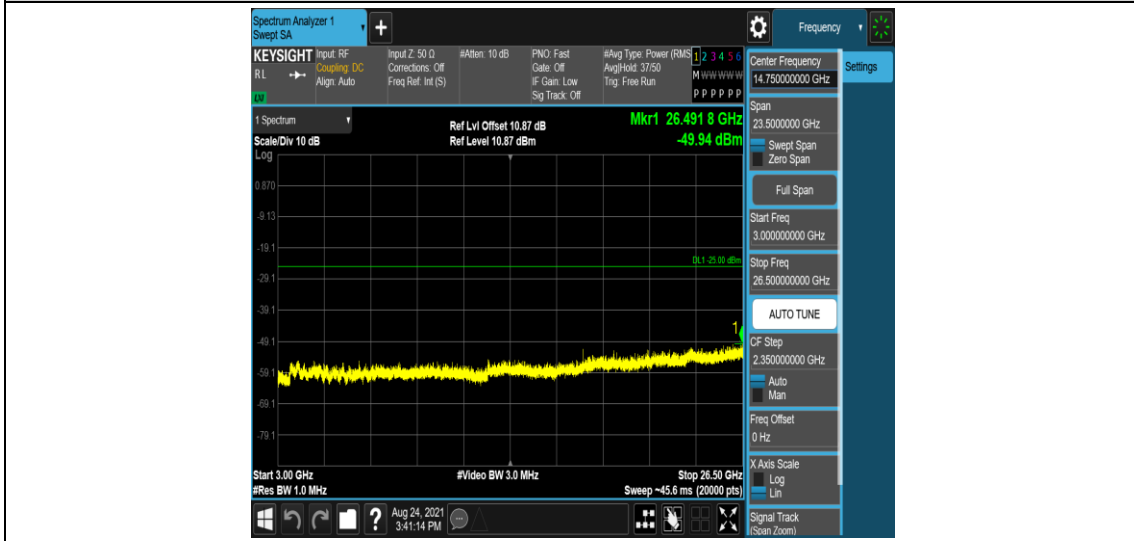 Spectrum Analyzer 1
Swept SA
+
Frequency
KEYSIGHT
RL
LXI
Input: RF
Coupling: DC
Align: Auto
Input Z: 50 Ω
Corrections: Off
Freq Ref: Int (S)
#Atten: 10 dB
PNO: Fast
Gate: Off
IF Gain: Low
Sig Track: Off
#Avg Type: Power (RMS
Avg|Hold: 37/50
Trig: Free Run
1 2 3 4 5 6
M W W W W W
P P P P P P
1 Spectrum
Scale/Div 10 dB
Log
Ref Lvl Offset 10.87 dB
Ref Level 10.87 dBm
Mkr1 26.491 8 GHz
-49.94 dBm
0.870
-9.13
-19.1
DL1 -25.00 dBm
-29.1
-39.1
1
-49.1
-59.1
-69.1
-79.1
Start 3.00 GHz
#Video BW 3.0 MHz
Stop 26.50 GHz
#Res BW 1.0 MHz
Sweep ~45.6 ms (20000 pts)
?
Aug 24, 2021
3:41:14 PM
Center Frequency
14.750000000 GHz
Settings
Span
23.5000000 GHz
Swept Span
Zero Span
Full Span
Start Freq
3.000000000 GHz
Stop Freq
26.500000000 GHz
AUTO TUNE
CF Step
2.350000000 GHz
Auto
Man
Freq Offset
0 Hz
X Axis Scale
Log
Lin
Signal Track
(Span Zoom)